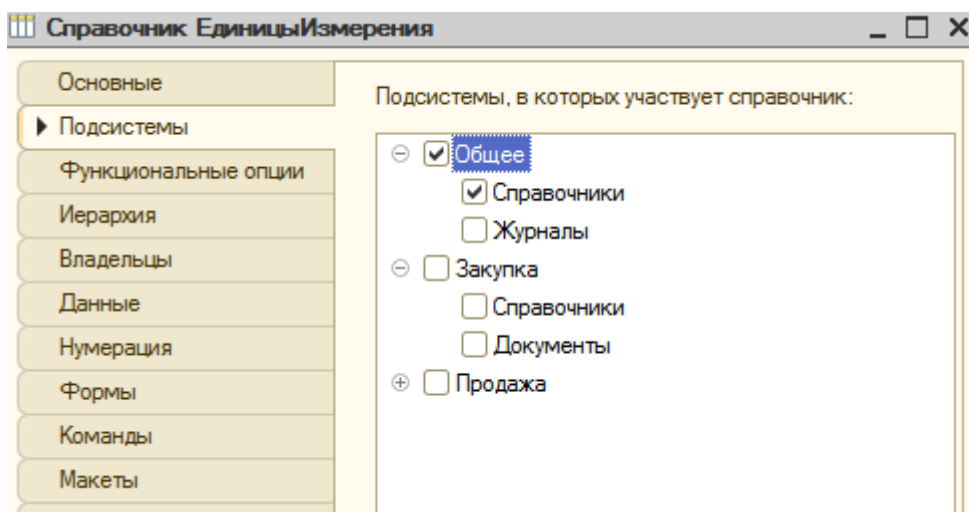 Справочник ЕдиницыИзмерения
Основные
Подсистемы
Функциональные опции
Иерархия
Владельцы
Данные
Нумерация
Формы
Команды
Макеты
Подсистемы, в которых участвует справочник:
Общее
Справочники
Журналы
Закупка
Справочники
Документы
Продажа